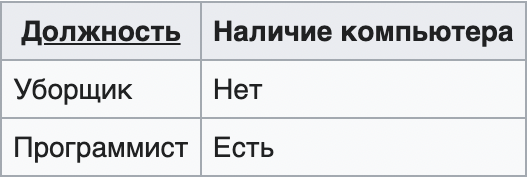 Должность Наличие компьютера
Уборщик Нет
Программист Есть